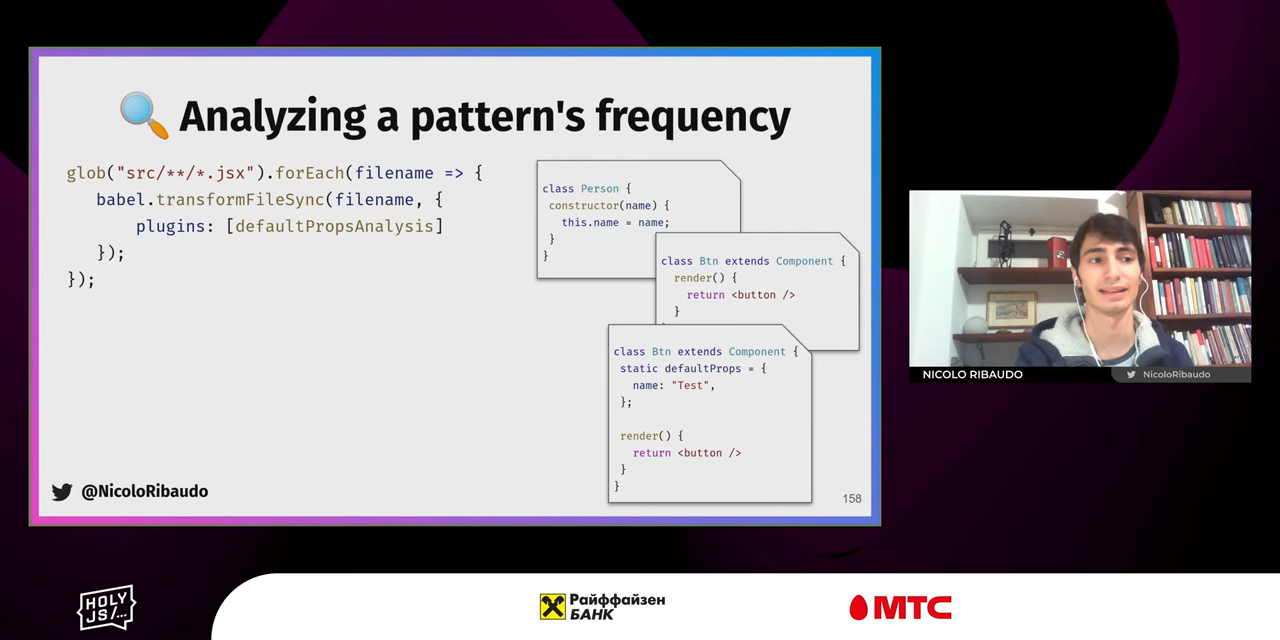 Analyzing a pattern's frequency
glob("src/**/*.jsx").forEach(filename => {
babel.transformFileSync(filename, {
plugins: [defaultPropsAnalysis]
});
});
class Person {
constructor(name) {
this.name = name;
}
}
class Btn extends Component {
render() {
return <button />
}
class Btn extends Component {
static defaultProps = {
name: "Test",
};
render() {
return <button />
}
}
@NicoloRibaudo
158
NICOLO RIBAUDO
NicoloRibaudo
HOLY
JS/...
Райффайзен
БАНК
МТС